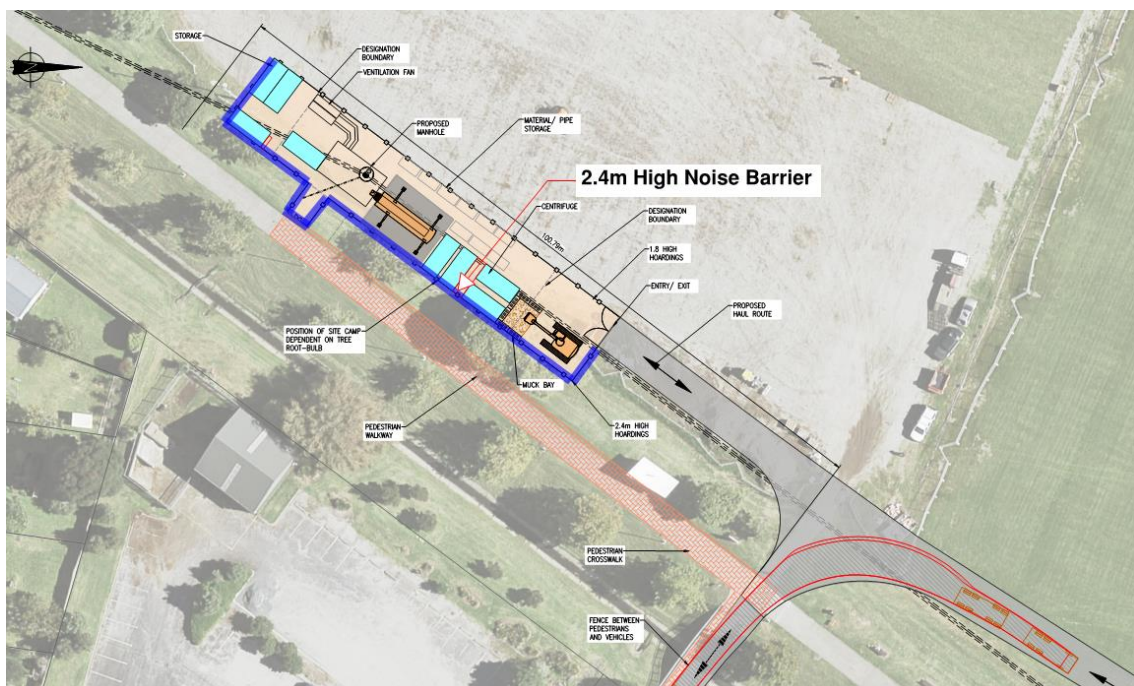 STORAGE
DESIGNATION
BOUNDARY
VENTILATION FAN
PROPOSED
MANHOLE
MATERIAL/ PIPE
STORAGE
2.4m High Noise Barrier
CENTRIFUGE
DESIGNATION
BOUNDARY
100.79m
1.8 HIGH
HOARDINGS
ENTRY/ EXIT
PROPOSED
HAUL ROUTE
POSITION OF SITE CAMP
DEPENDENT ON TREE
ROOT-BULB
MUCK BAY
2.4m HIGH
HOARDINGS
PEDESTRIAN
WALKWAY
PEDESTRIAN
CROSSWALK
FENCE BETWEEN
PEDESTRIANS
AND VEHICLES